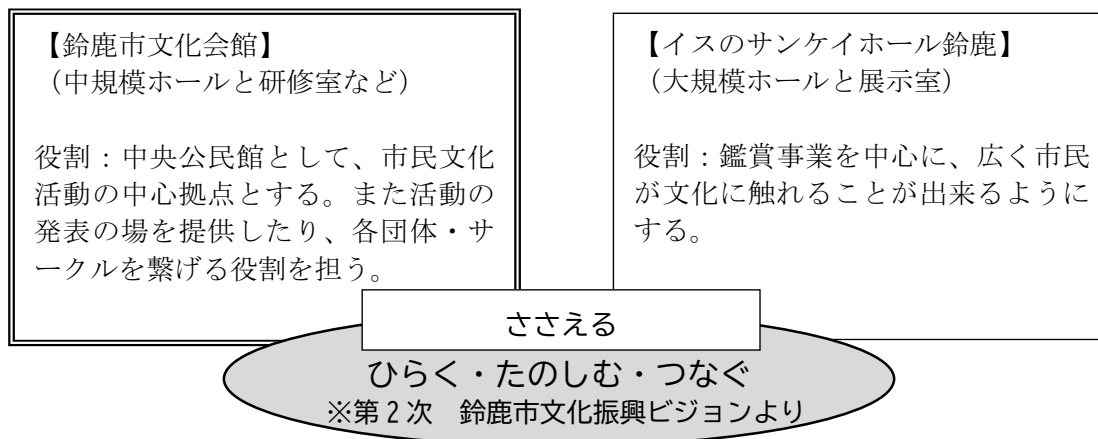 【鈴鹿市文化会館】
（中規模ホールと研修室など）
役割：中央公民館として、市民文化
活動の中心拠点とする。また活動の
発表の場を提供したり、各団体・サ
ークルを繋げる役割を担う。
【イスのサンケイホール鈴鹿】
（大規模ホールと展示室）
役割：鑑賞事業を中心に、広く市民
が文化に触れることが出来るように
する。
ささえる
ひらく・たのしむ・つなぐ
※第２次　鈴鹿市文化振興ビジョンより